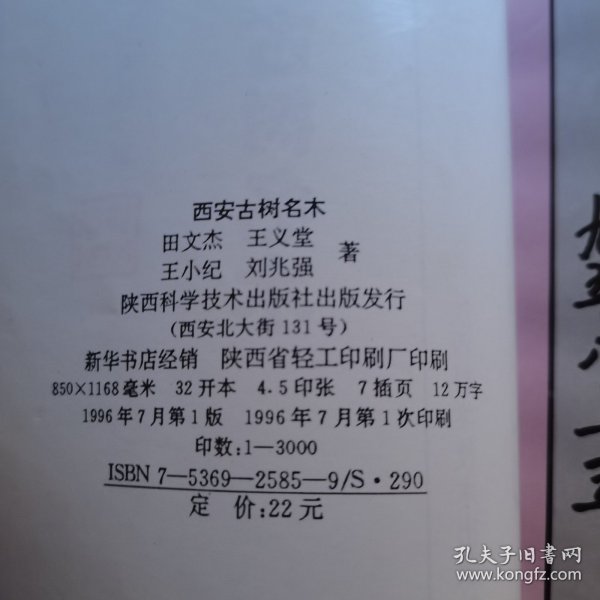 西安古树名木
田文杰 王义堂
王小纪 刘兆强 著
陕西科学技术出版社出版发行
(西安北大街131号)
新华书店经销 陕西省轻工印刷厂印刷
850×1168毫米 32开本 4.5印张 7插页 12万字
1996年7月第1版 1996年7月第1次印刷
印数:1—3000
ISBN 7—5369—2585—9/S·290
定 价:22元
孔夫子旧书网
www.kongfz.com